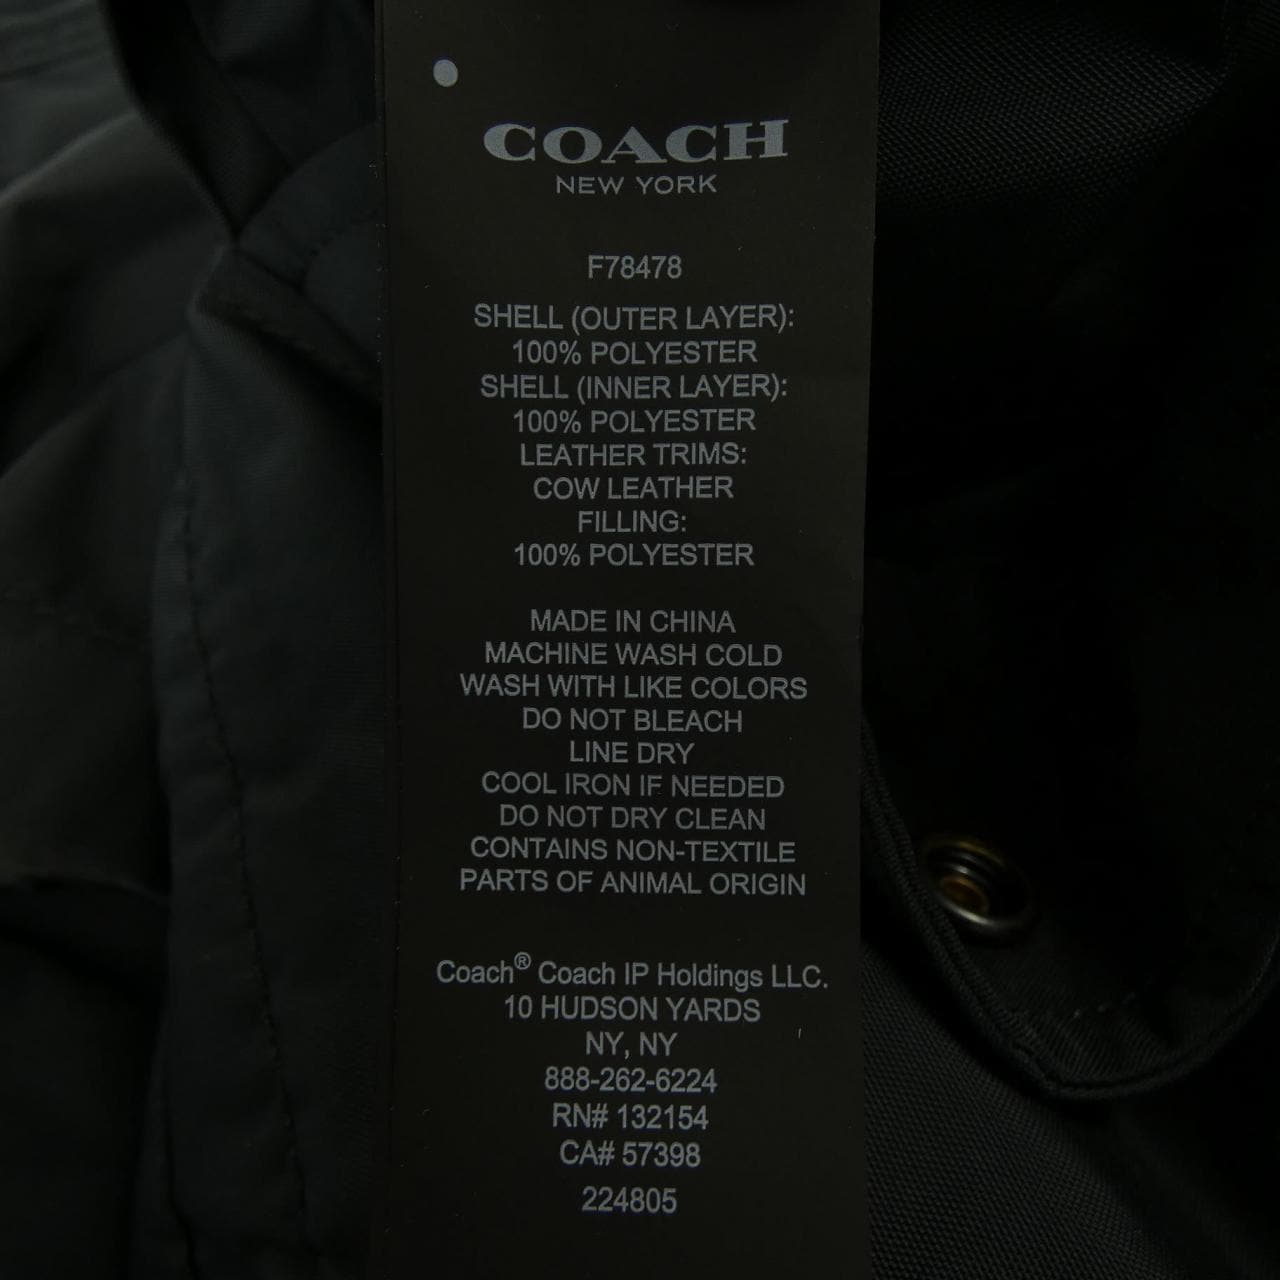 COACH
NEW YORK
F78478
SHELL (OUTER LAYER):
100% POLYESTER
SHELL (INNER LAYER):
100% POLYESTER
LEATHER TRIMS:
COW LEATHER
FILLING:
100% POLYESTER
MADE IN CHINA
MACHINE WASH COLD
WASH WITH LIKE COLORS
DO NOT BLEACH
LINE DRY
COOL IRON IF NEEDED
DO NOT DRY CLEAN
CONTAINS NON-TEXTILE
PARTS OF ANIMAL ORIGIN
Coach® Coach IP Holdings LLC.
10 HUDSON YARDS
NY, NY
888-262-6224
RN# 132154
CA# 57398
224805